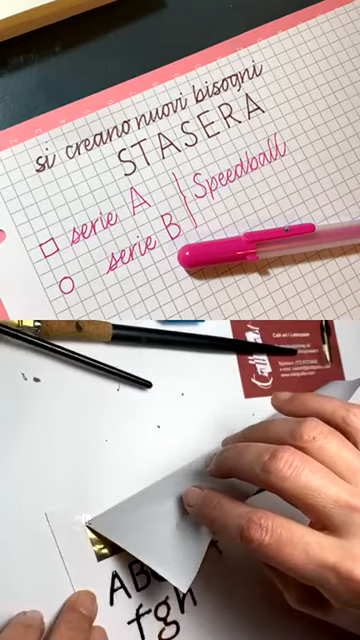 si creano nuovi bisogni
STASERA
serie A
serie B
Speedball
ABC
fgh